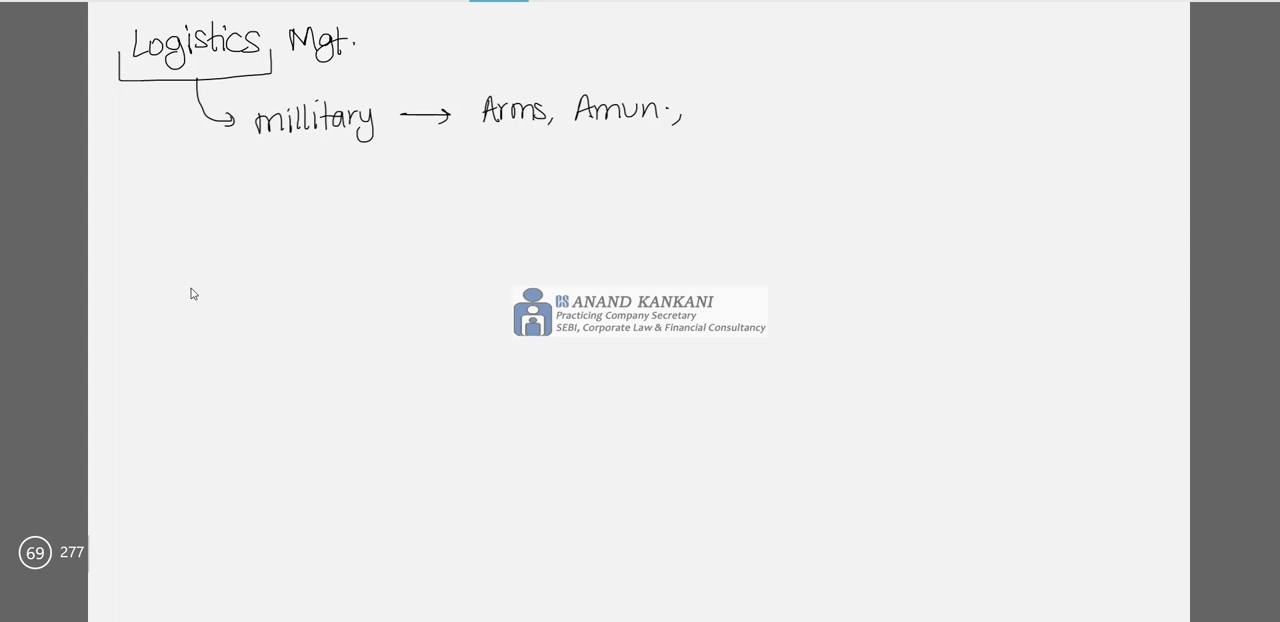 Logistics Mgt.
millitary → Arms, Amun.,
CS ANAND KANKANI
Practicing Company Secretary
SEBI, Corporate Law & Financial Consultancy
69 277